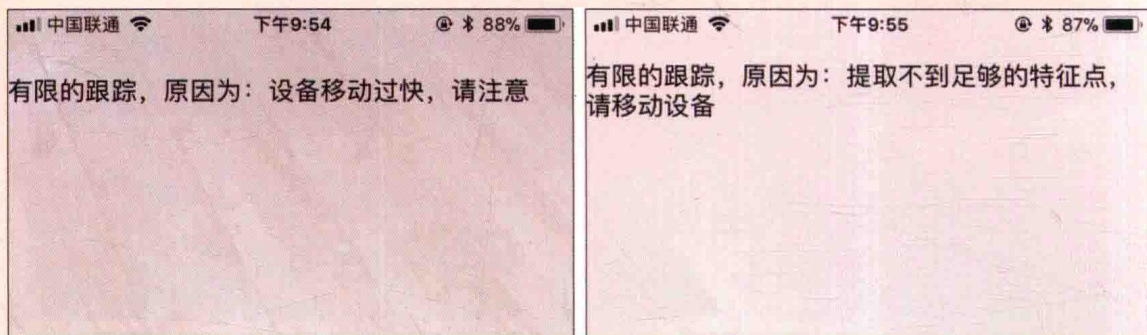 中国联通 下午9:54 88%
有限的跟踪，原因为：设备移动过快，请注意
中国联通 下午9:55 87%
有限的跟踪，原因为：提取不到足够的特征点，
请移动设备